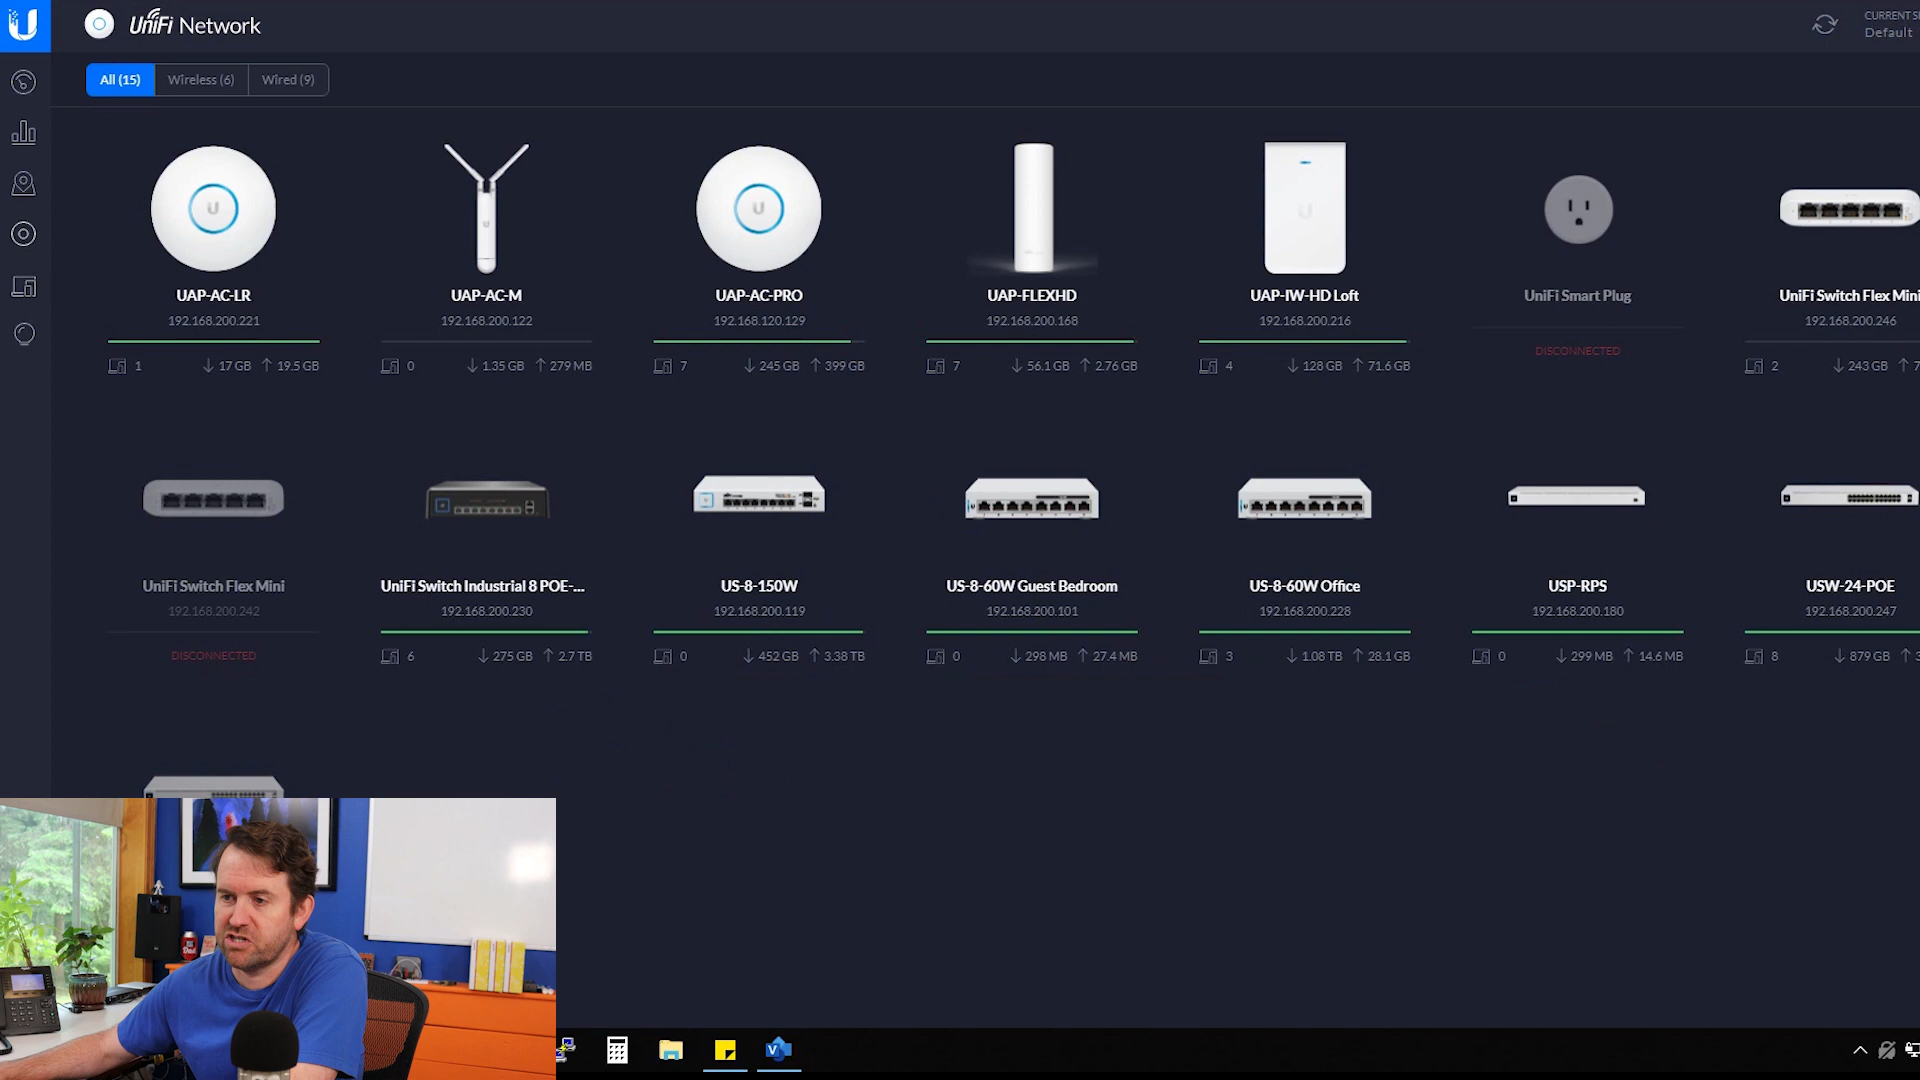 UniFi Network
CURRENT S
Default
All (15)
Wireless (6)
Wired (9)
UAP-AC-LR
UAP-AC-M
UAP-AC-PRO
UAP-FLEXHD
UAP-IW-HD Loft
UniFi Smart Plug
UniFi Switch Flex Mini
192.168.200.221
192.168.200.122
192.168.120.129
192.168.200.168
192.168.200.216
192.168.200.246
DISCONNECTED
1 17 GB 19.5 GB
0 1.35 GB 279 MB
7 245 GB 399 GB
7 56.1 GB 2.76 GB
4 128 GB 71.6 GB
2 243 GB 7
UniFi Switch Flex Mini
UniFi Switch Industrial 8 POE-...
US-8-150W
US-8-60W Guest Bedroom
US-8-60W Office
USP-RPS
USW-24-POE
192.168.200.242
192.168.200.230
192.168.200.119
192.168.200.101
192.168.200.228
192.168.200.180
192.168.200.247
DISCONNECTED
6 275 GB 2.7 TB
0 452 GB 3.38 TB
0 298 MB 27.4 MB
3 1.08 TB 28.1 GB
0 299 MB 14.6 MB
8 879 GB 3